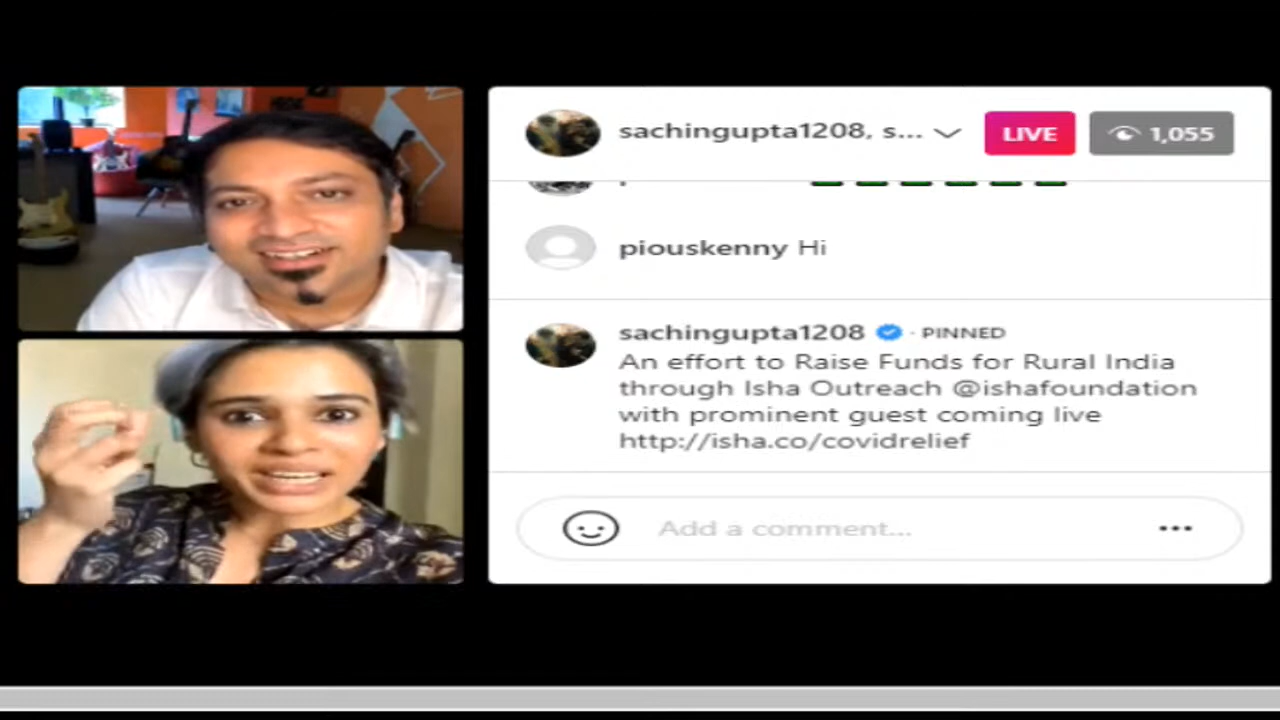 sachingupta1208, s...
LIVE
1,055
piouskenny Hi
sachingupta1208 · PINNED
An effort to Raise Funds for Rural India
through Isha Outreach @ishafoundation
with prominent guest coming live
http://isha.co/covidrelief
Add a comment...